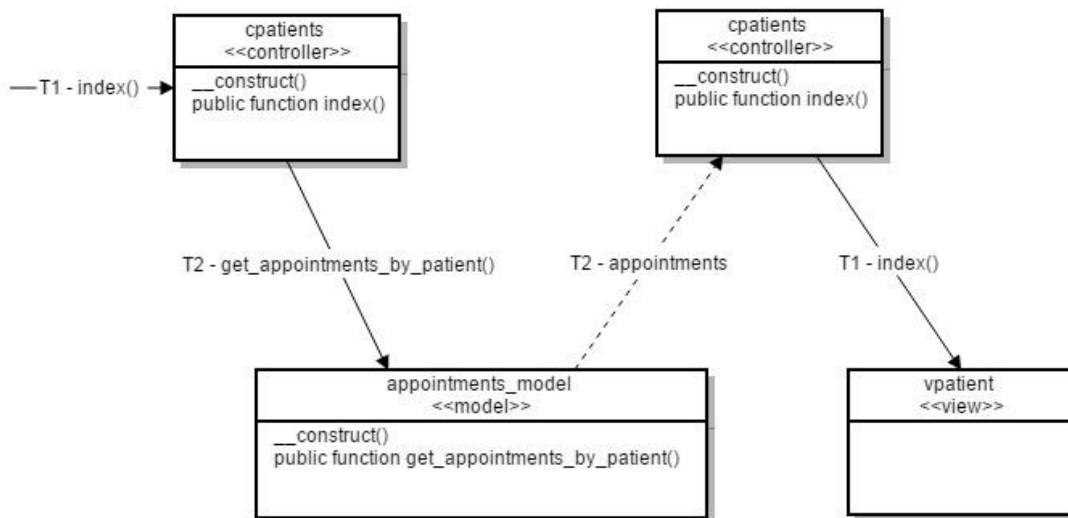 cpatients
<<controller>>
__construct()
public function index()
T1 - index()
cpatients
<<controller>>
__construct()
public function index()
T2 - get_appointments_by_patient()
T2 - appointments
T1 - index()
appointments_model
<<model>>
__construct()
public function get_appointments_by_patient()
vpatient
<<view>>